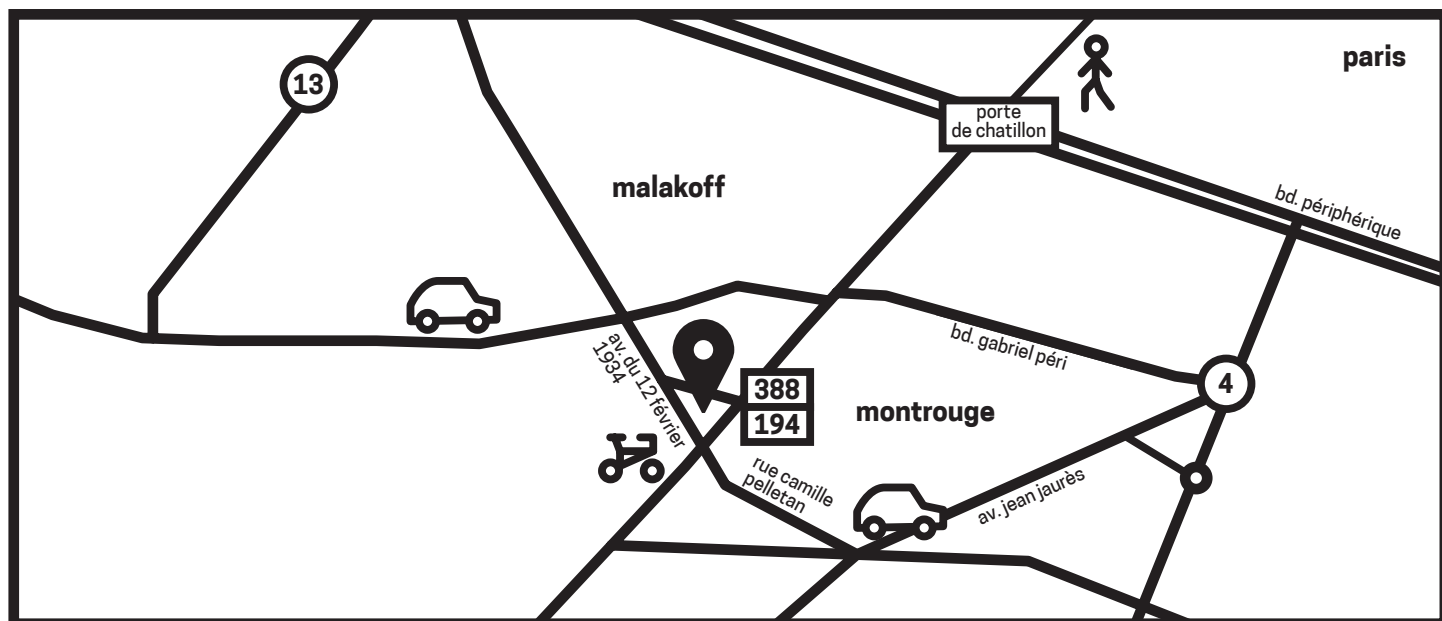 13
paris
porte
de chatillon
malakoff
bd. périphérique
bd. gabriel péri
av. du 12 février
1934
388
194
4
montrouge
rue camille
pelletan
av. jean jaurès